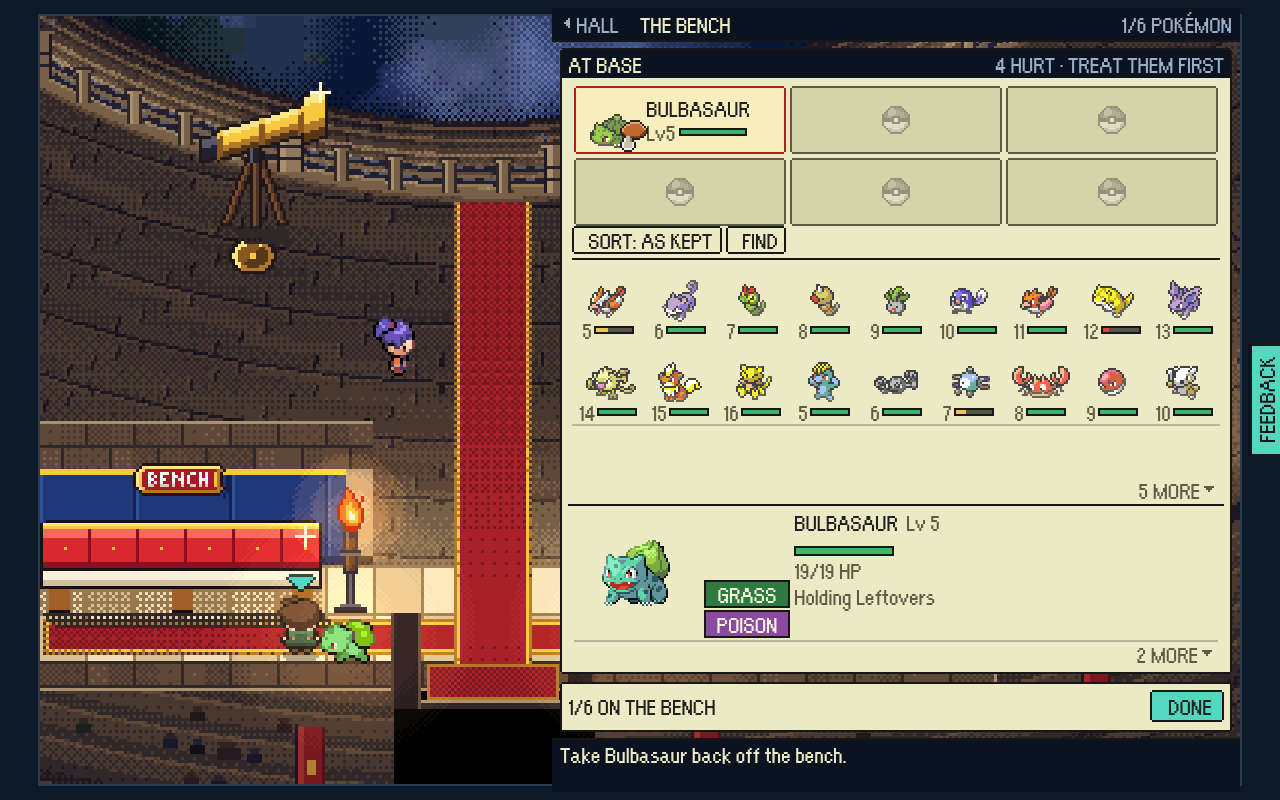 HALL THE BENCH 1/6 POKÉMON
AT BASE 4 HURT · TREAT THEM FIRST
BULBASAUR
Lv5
SORT: AS KEPT FIND
5 6 7 8 9 10 11 12 13
14 15 16 5 6 7 8 9 10
5 MORE
BENCH
BULBASAUR Lv 5
19/19 HP
GRASS Holding Leftovers
POISON
2 MORE
1/6 ON THE BENCH DONE
Take Bulbasaur back off the bench.
FEEDBACK